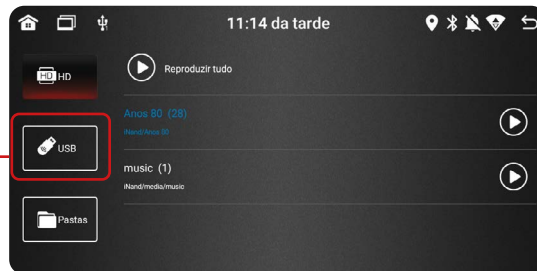 11:14 da tarde
HD HD
Reproduzir tudo
Anos 80 (28)
iNand/Anos 80
USB
music (1)
iNand/media/music
Pastas